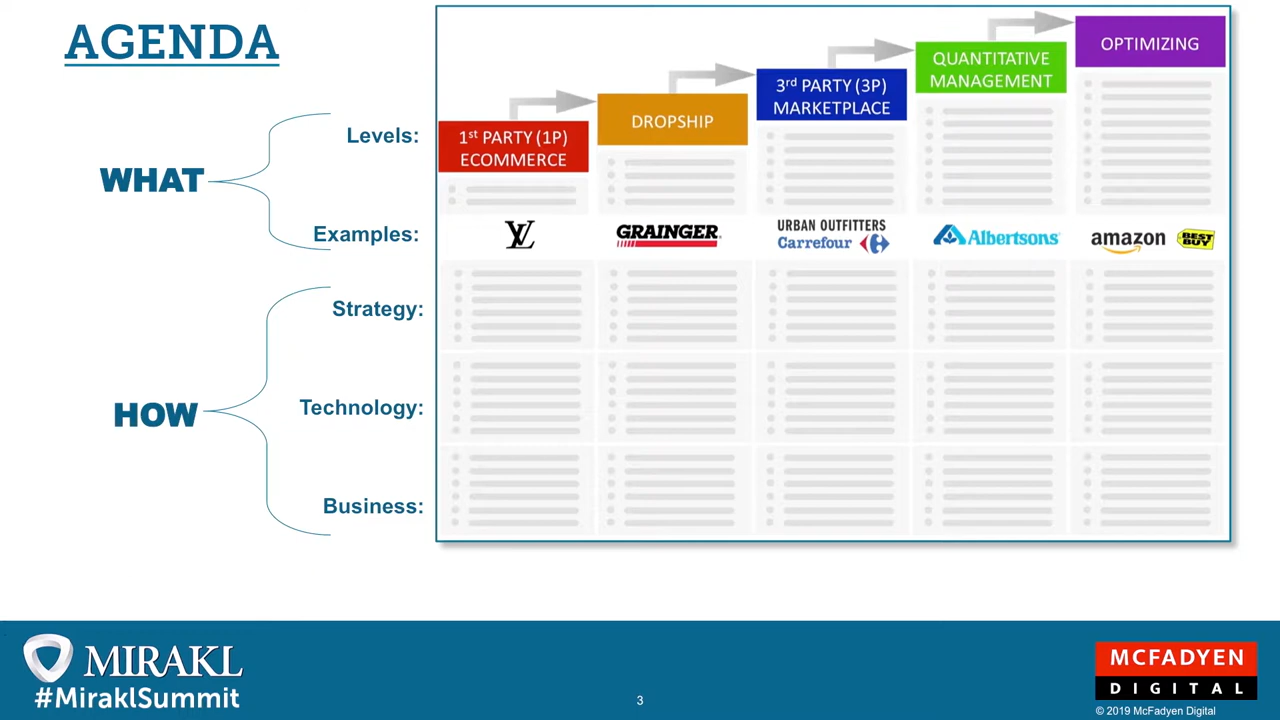 AGENDA
WHAT
Levels:
Examples:
HOW
Strategy:
Technology:
Business:
1st PARTY (1P)
ECOMMERCE
DROPSHIP
3rd PARTY (3P)
MARKETPLACE
QUANTITATIVE
MANAGEMENT
OPTIMIZING
LV
GRAINGER
URBAN OUTFITTERS
Carrefour
Albertsons
amazon
BEST
BUY
MIRAKL
#MiraklSummit
3
MCFADYEN
DIGITAL
© 2019 McFadyen Digital